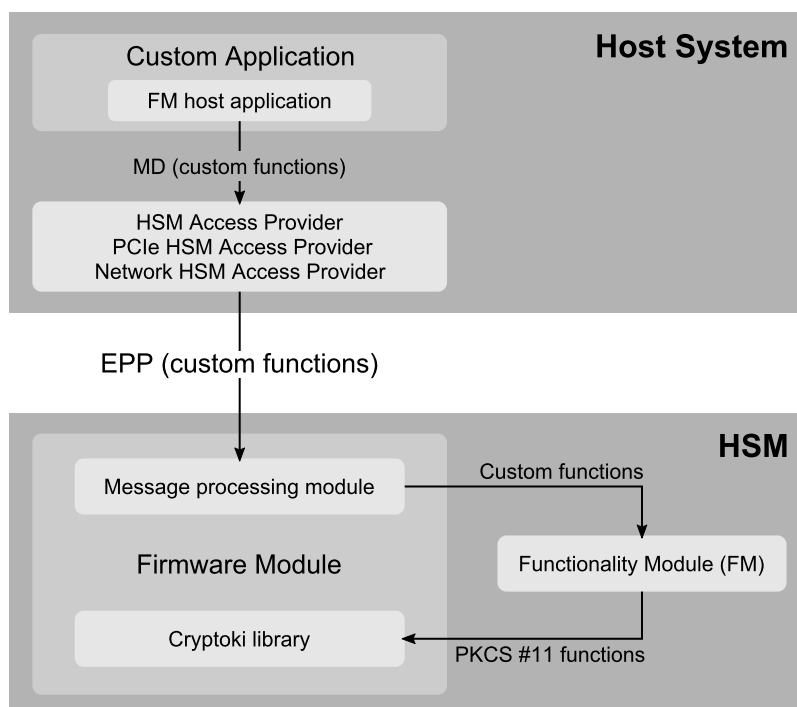 Host System
Custom Application
FM host application
MD (custom functions)
HSM Access Provider
PCIe HSM Access Provider
Network HSM Access Provider
EPP (custom functions)
HSM
Message processing module
Custom functions
Firmware Module
Functionality Module (FM)
Cryptoki library
PKCS #11 functions